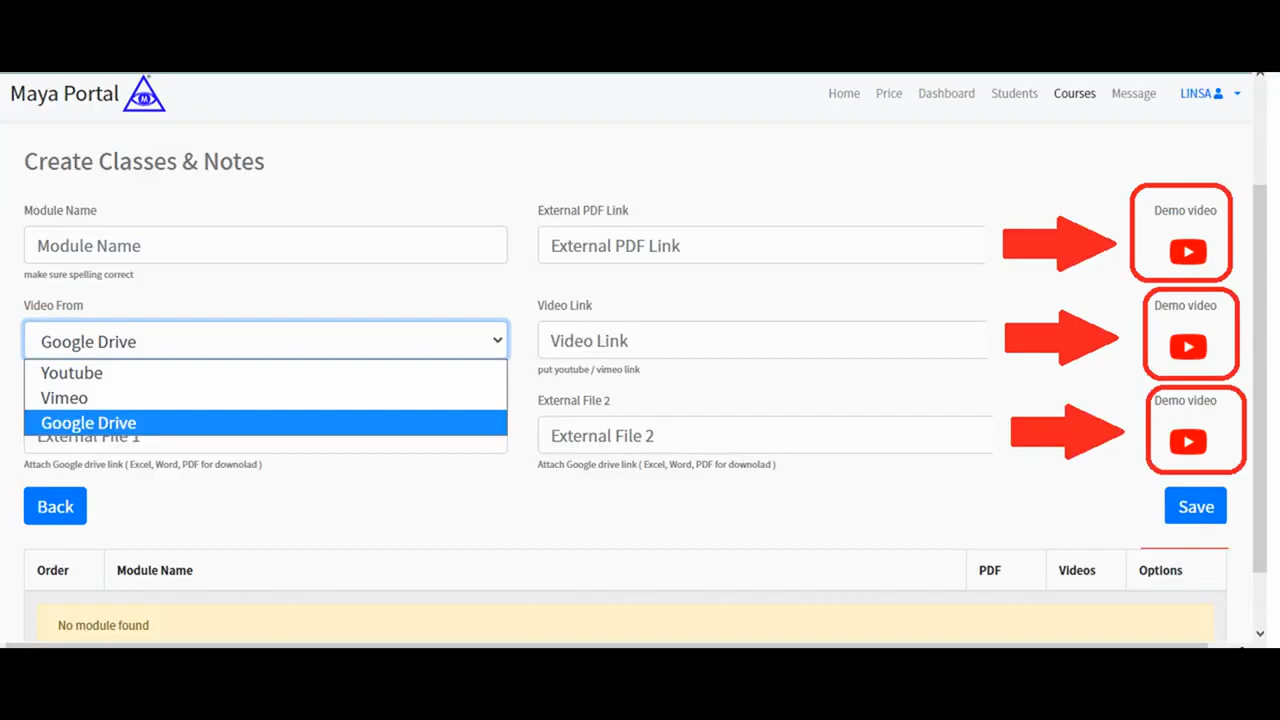 Maya Portal
M
Home Price Dashboard Students Courses Message LINSA
Create Classes & Notes
Module Name External PDF Link Demo video
Module Name External PDF Link
make sure spelling correct
Video From Video Link Demo video
Google Drive Video Link
put youtube / vimeo link
Youtube
Vimeo
Google Drive
External File 2 Demo video
External File 1 External File 2
Attach Google drive link ( Excel, Word, PDF for downolad ) Attach Google drive link ( Excel, Word, PDF for downolad )
Back Save
Order Module Name PDF Videos Options
No module found